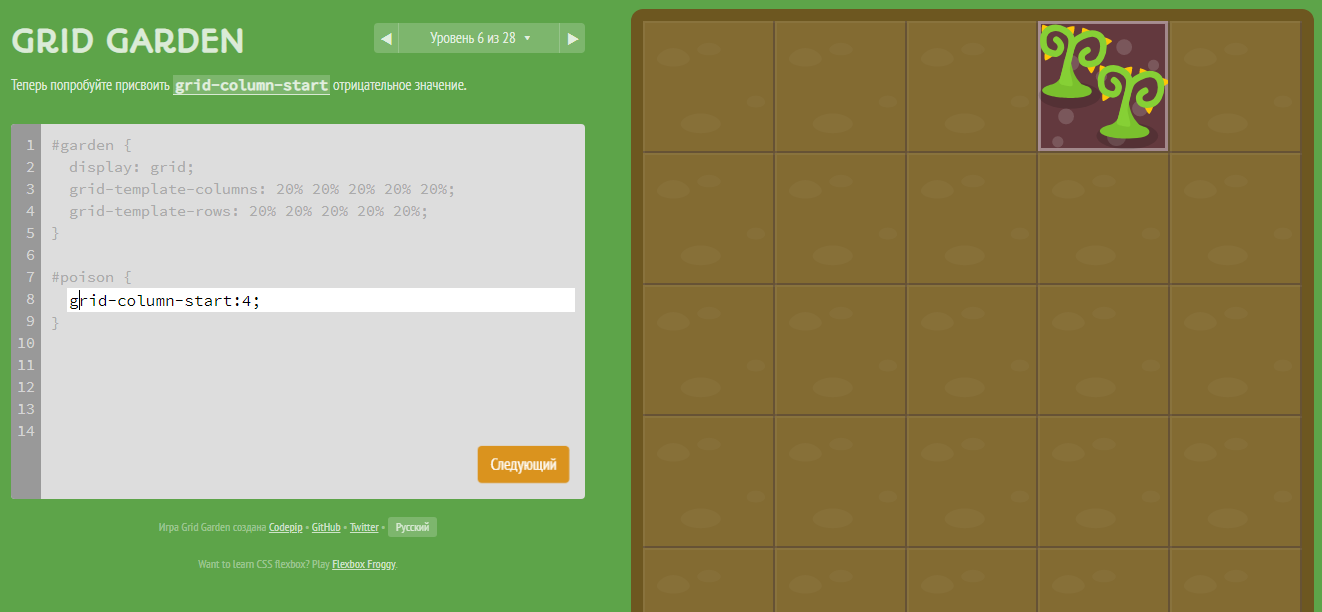 GRID GARDEN
◀ Уровень 6 из 28 ▾ ▶
Теперь попробуйте присвоить grid-column-start отрицательное значение.
1 #garden {
2 display: grid;
3 grid-template-columns: 20% 20% 20% 20% 20%;
4 grid-template-rows: 20% 20% 20% 20% 20%;
5 }
6
7 #poison {
8 grid-column-start:4;
9 }
10
11
12
13
14
Следующий
Игра Grid Garden создана Codepip • GitHub • Twitter • Русский
Want to learn CSS flexbox? Play Flexbox Froggy.